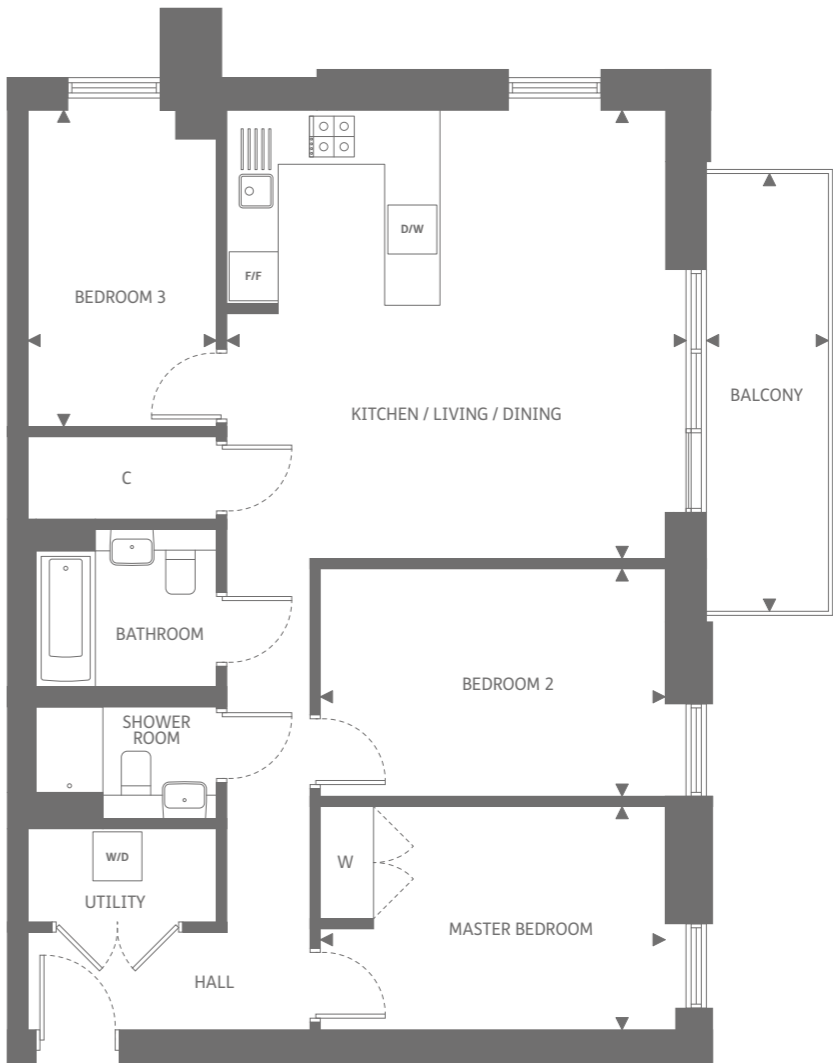 D/W
F/F
BEDROOM 3
BALCONY
KITCHEN / LIVING / DINING
C
BATHROOM
BEDROOM 2
SHOWER
ROOM
W/D
W
UTILITY
MASTER BEDROOM
HALL